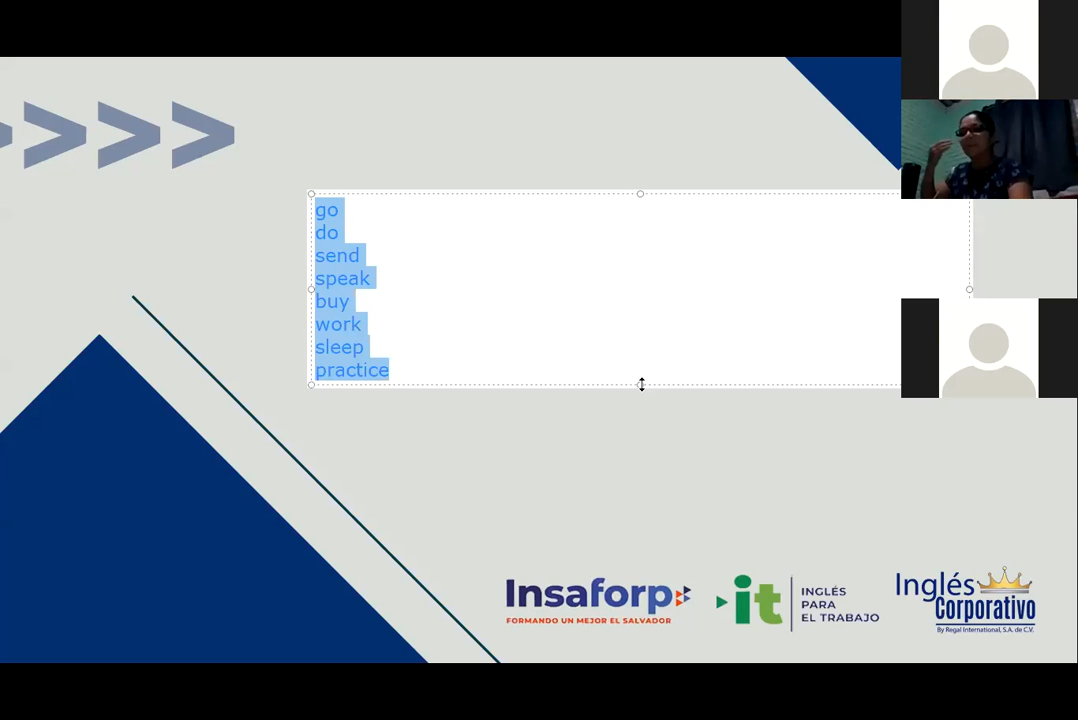 go
do
send
speak
buy
work
sleep
practice
Insaforp
FORMANDO UN MEJOR EL SALVADOR
it
INGLÉS
PARA
EL TRABAJO
Inglés
Corporativo
By Regal International, S.A. de C.V.